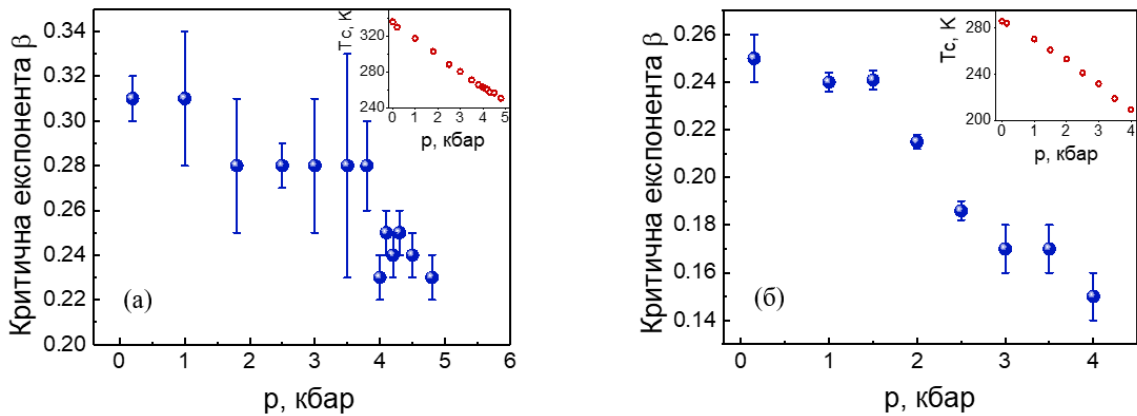 Критична експонента β
0.34
0.32
0.30
0.28
0.26
0.24
0.22
0.20
0
1
2
3
4
5
6
p, кбар
(а)
Tc, К
320
280
240
0 1 2 3 4 5
p, кбар
Критична експонента β
0.26
0.24
0.22
0.20
0.18
0.16
0.14
0
1
2
3
4
p, кбар
(б)
Tc, К
280
240
200
0 1 2 3 4
p, кбар